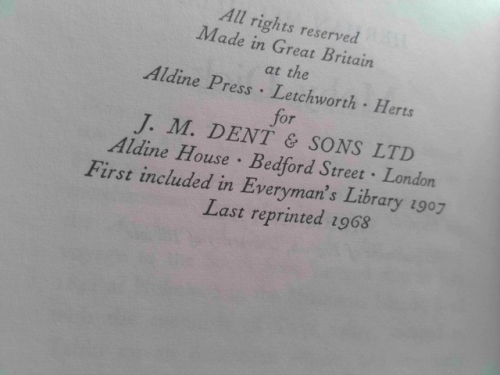 All rights reserved
Made in Great Britain
at the
Aldine Press · Letchworth · Herts
for
J. M. DENT & SONS LTD
Aldine House · Bedford Street · London
First included in Everyman's Library 1907
Last reprinted 1968